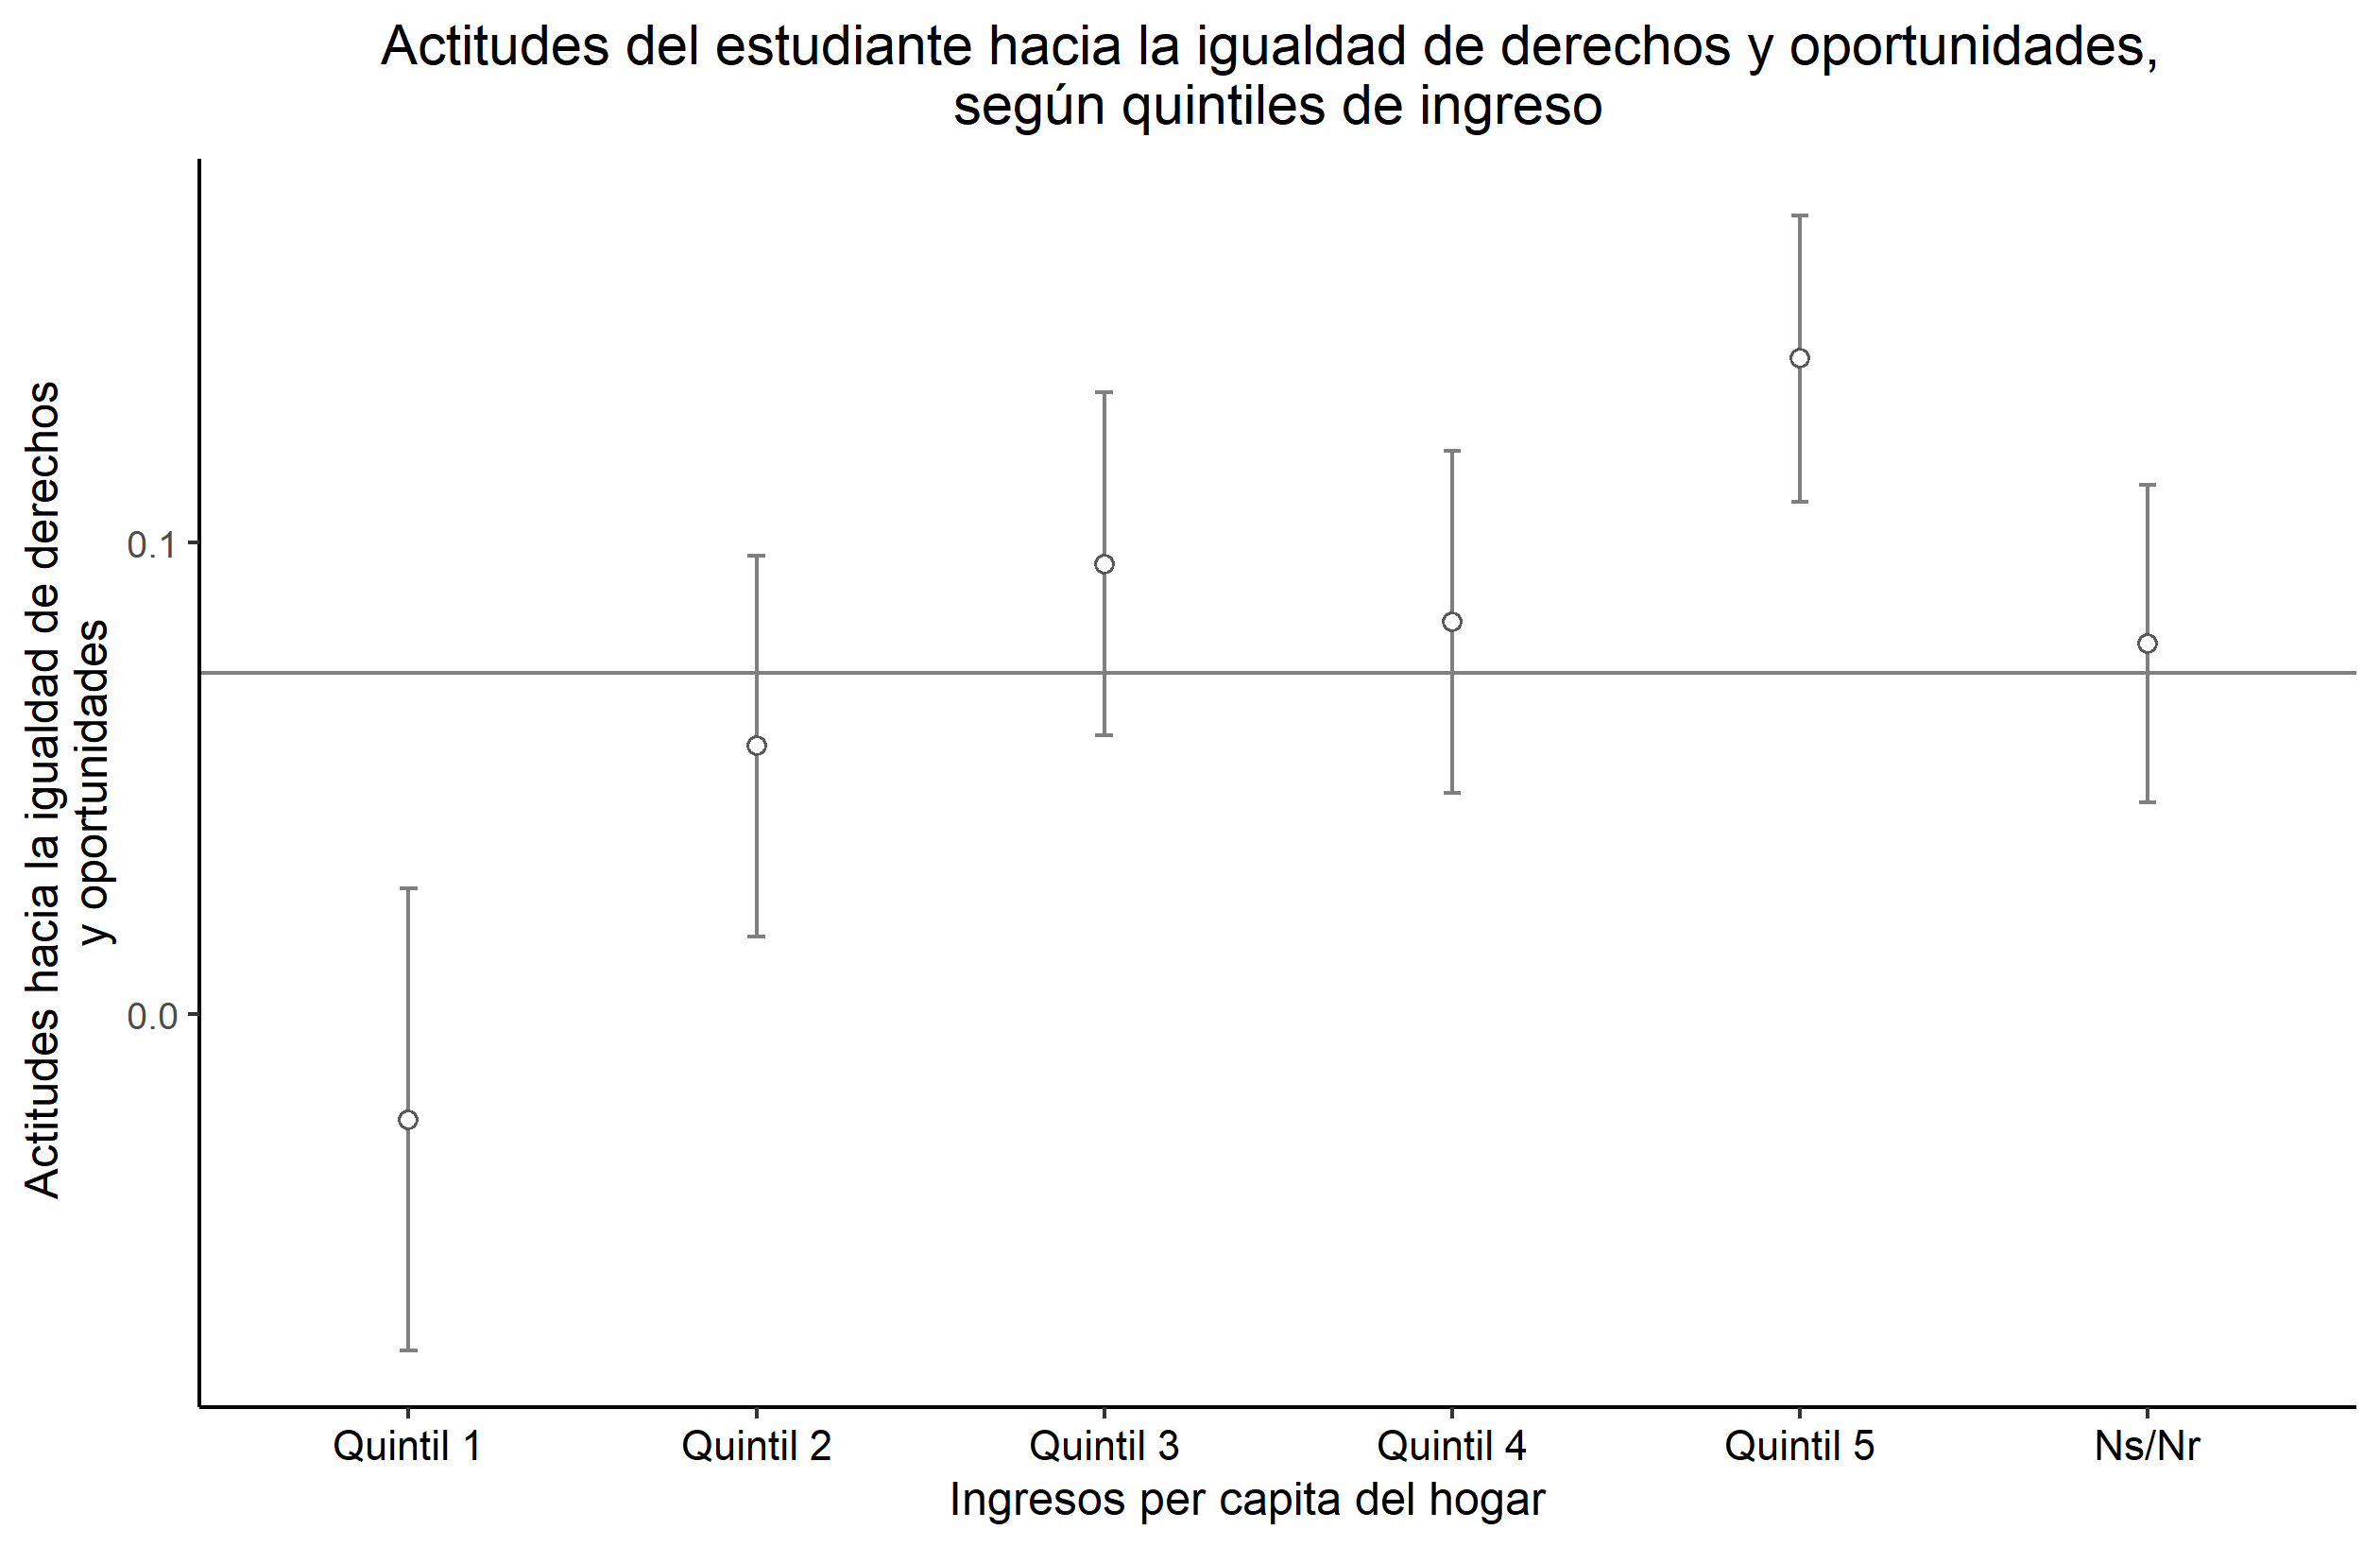 Actitudes del estudiante hacia la igualdad de derechos y oportunidades,
según quintiles de ingreso
Actitudes hacia la igualdad de derechos
y oportunidades
0.1
0.0
Quintil 1
Quintil 2
Quintil 3
Quintil 4
Quintil 5
Ns/Nr
Ingresos per capita del hogar